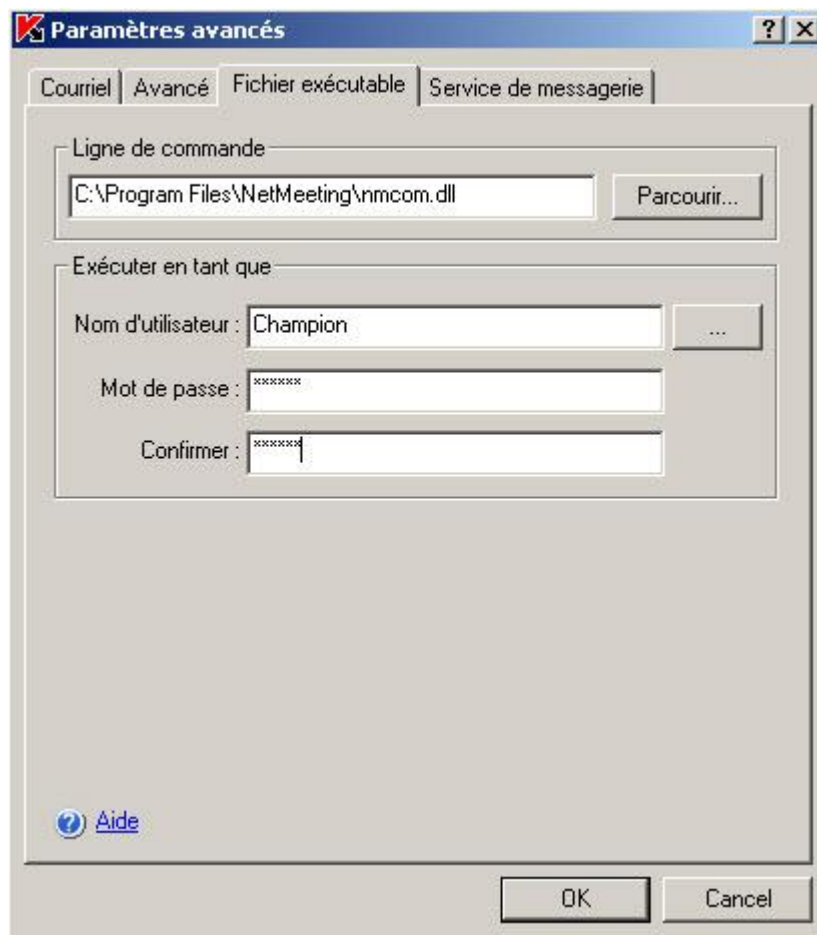 Paramètres avancés
Courriel Avancé Fichier exécutable Service de messagerie
Ligne de commande
C:\Program Files\NetMeeting\nmcom.dll Parcourir...
Exécuter en tant que
Nom d'utilisateur : Champion ...
Mot de passe : ******
Confirmer : ******
Aide
OK Cancel